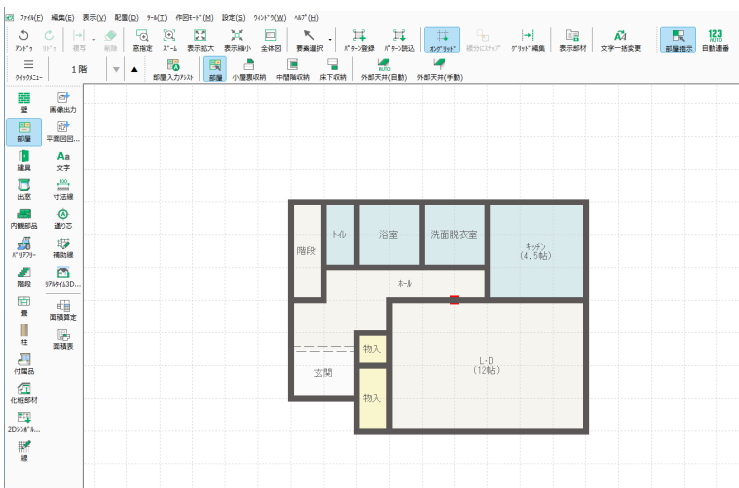 ﾌｧｲﾙ(F) 編集(E) 表示(V) 配置(D) ﾂｰﾙ(T) 作図ﾓｰﾄﾞ(M) 設定(S) ｳｨﾝﾄﾞｳ(W) ﾍﾙﾌﾟ(H)
ｱﾝﾄﾞｩ ﾘﾄﾞｩ 複写 削除 窓指定 ｽﾞｰﾑ 表示拡大 表示縮小 全体図 要素選択 ﾊﾟﾀｰﾝ登録 ﾊﾟﾀｰﾝ読込 ｵﾝｸﾞﾘｯﾄﾞ 線分にｽﾅｯﾌﾟ ｸﾞﾘｯﾄﾞ編集 表示部材 文字一括変更 部屋指示 自動連番
ｸｲｯｸﾒﾆｭｰ 1階 ▼ ▲ 部屋入力ｱｼｽﾄ 部屋 小屋裏収納 中間階収納 床下収納 外部天井(自動) 外部天井(手動)
壁 画像出力
部屋 平面図図...
建具 文字
出窓 寸法線
内観部品 通り芯
ﾊﾞﾘｱﾌﾘｰ 補助線
階段 ﾘｱﾙﾀｲﾑ3D...
畳 面積算定
柱 面積表
付属品
化粧部材
2Dｼﾝﾎﾞﾙ...
線
階段 ﾄｲﾚ 浴室 洗面脱衣室 ｷｯﾁﾝ
(4.5帖)
ﾎｰﾙ
物入
L・D
(12帖)
玄関
物入